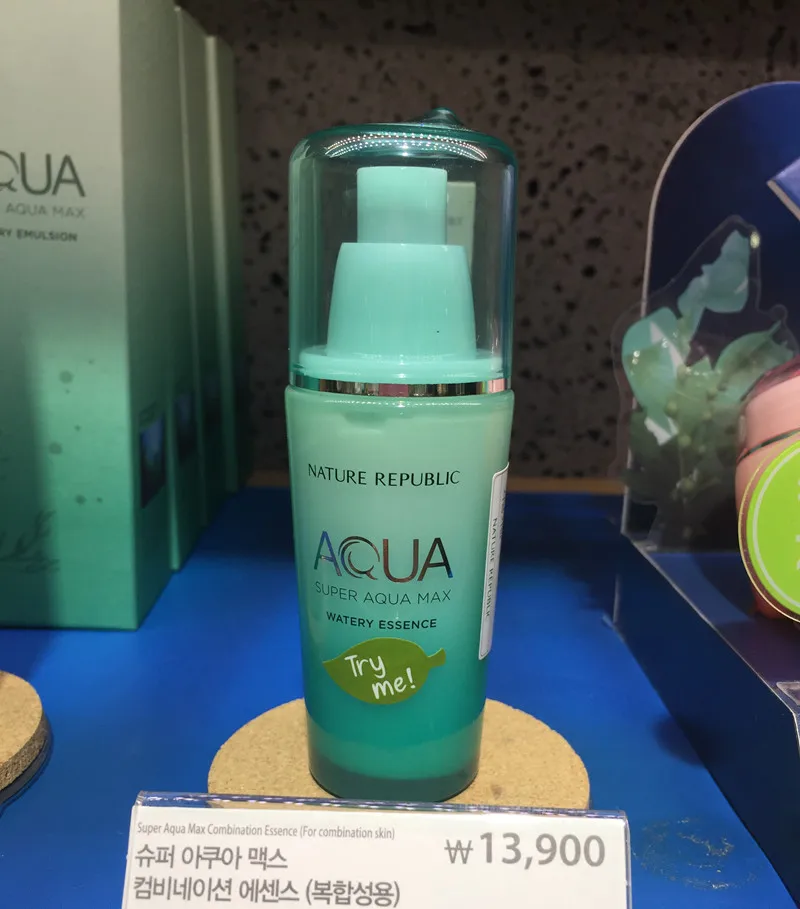 QUA
AQUA MAX
RY EMULSION
NATURE REPUBLIC
AQUA
SUPER AQUA MAX
WATERY ESSENCE
Try
me!
NATURE REPUBLIC
Super Aqua Max Combination Essence (For combination skin)
슈퍼 아쿠아 맥스
컴비네이션 에센스 (복합성용)
₩13,900